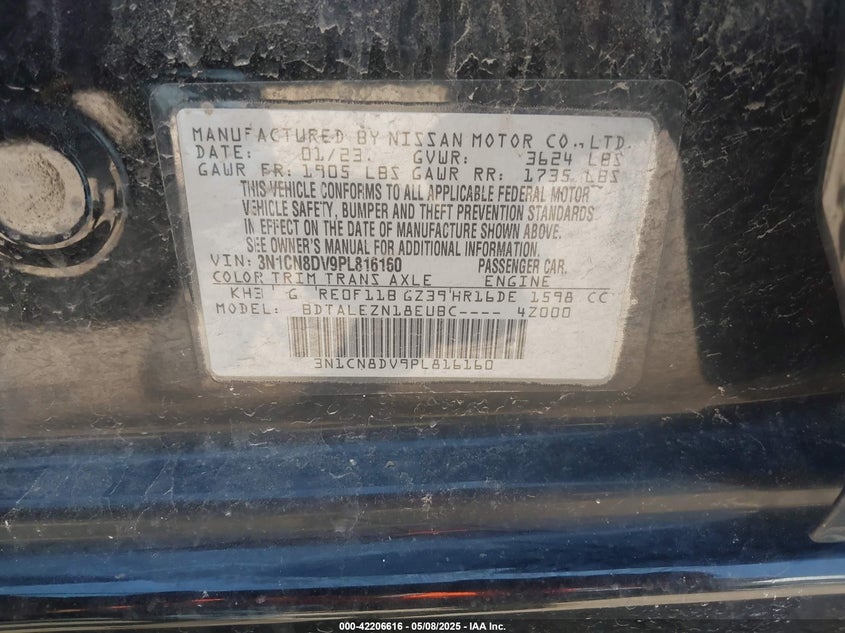 MANUFACTURED BY NISSAN MOTOR CO., LTD.
DATE: 01/23 GVWR: 3624 LBS
GAWR FR: 1905 LBS GAWR RR: 1735 LBS
THIS VEHICLE CONFORMS TO ALL APPLICABLE FEDERAL MOTOR
VEHICLE SAFETY, BUMPER AND THEFT PREVENTION STANDARDS
IN EFFECT ON THE DATE OF MANUFACTURE SHOWN ABOVE.
SEE OWNER'S MANUAL FOR ADDITIONAL INFORMATION.
VIN: 3N1CN8DV9PL816160 PASSENGER CAR.
COLOR TRIM TRANS AXLE ENGINE
KH3 G RE0F11B GZ39 HR16DE 1598 CC
MODEL: BDTALEZN18EUBC---- 4Z000
3N1CN8DV9PL816160
000-42206616 - 05/08/2025 - IAA Inc.